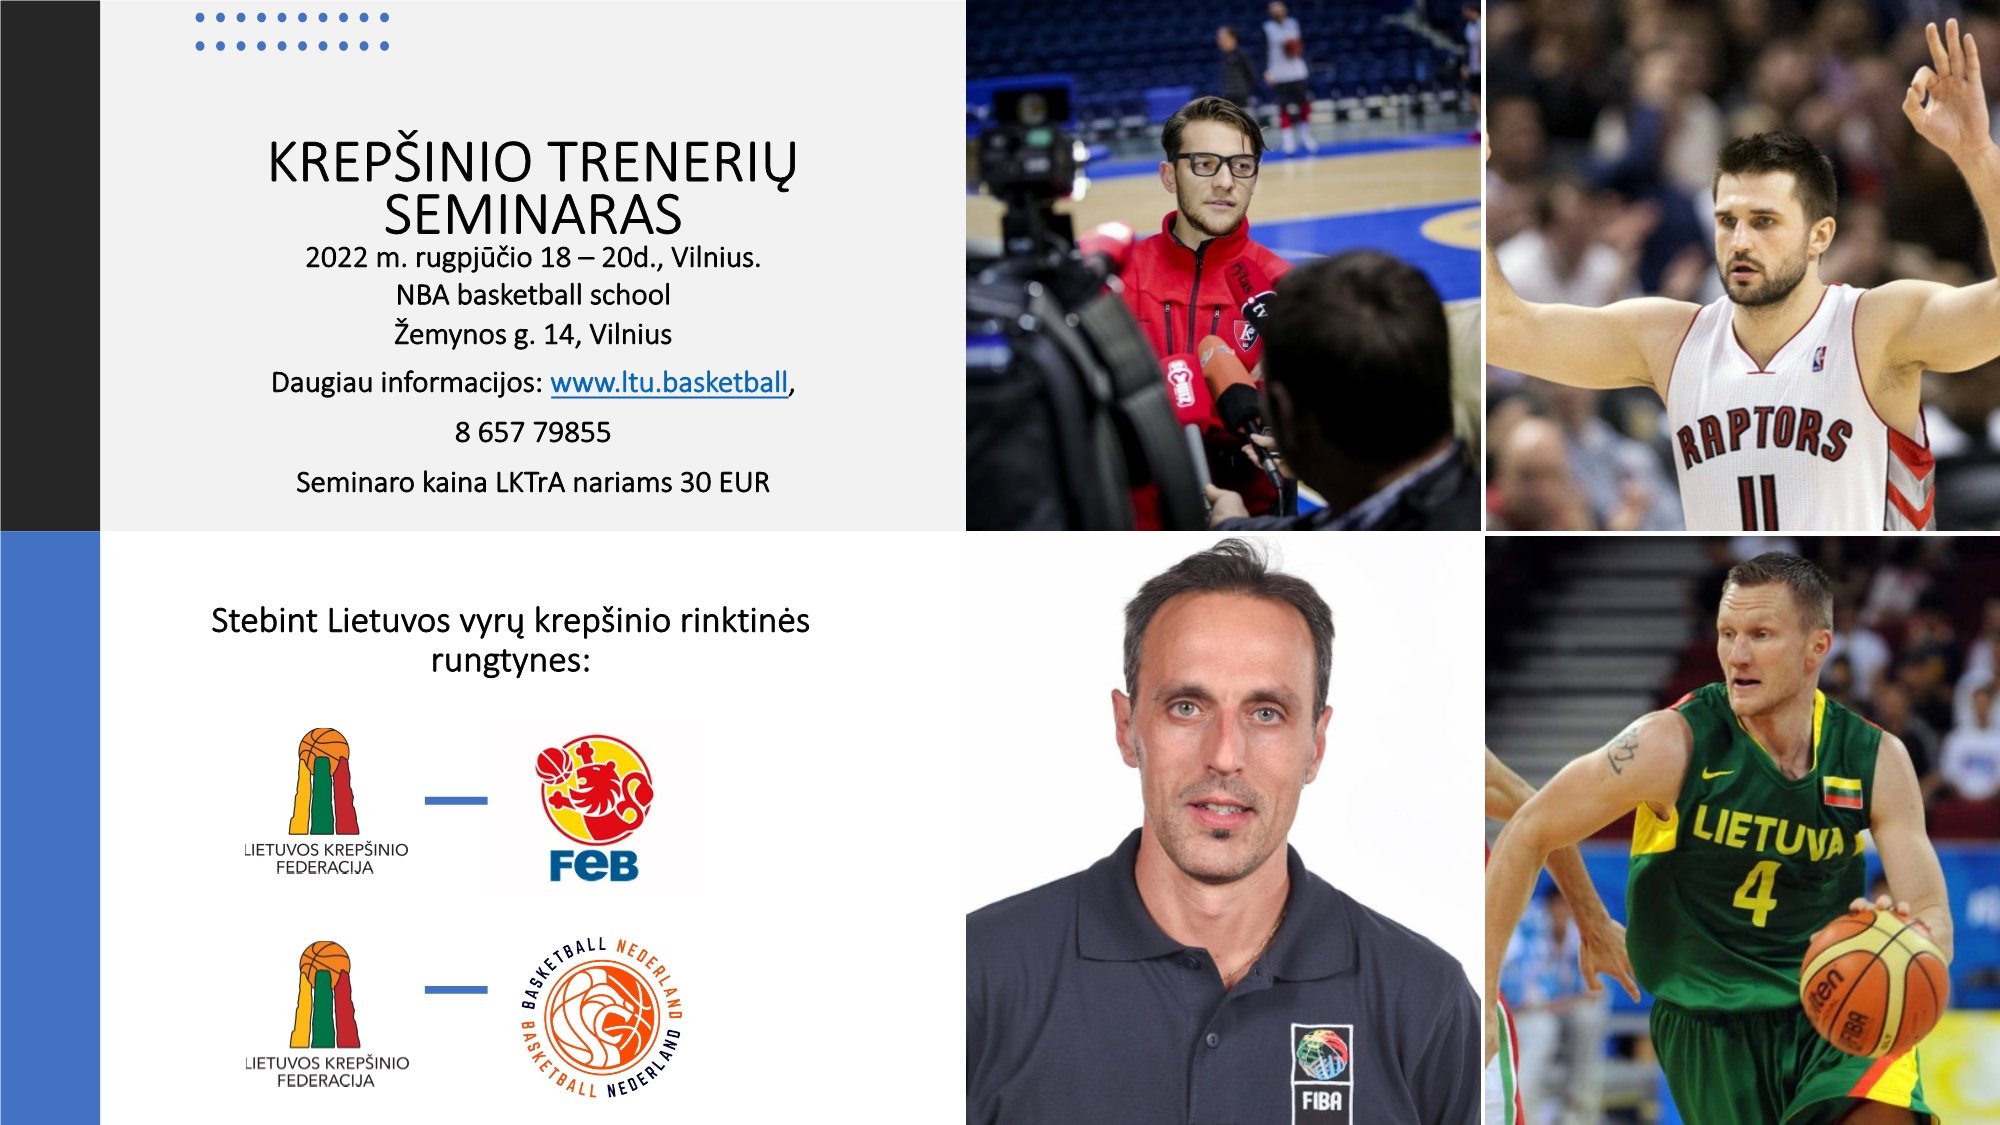 KREPŠINIO TRENERIŲ
SEMINARAS
2022 m. rugpjūčio 18 – 20d., Vilnius.
NBA basketball school
Žemynos g. 14, Vilnius
Daugiau informacijos: www.ltu.basketball,
8 657 79855
Seminaro kaina LKTrA nariams 30 EUR
Stebint Lietuvos vyrų krepšinio rinktinės
rungtynes:
LIETUVOS KREPŠINIO
FEDERACIJA
FeB
LIETUVOS KREPŠINIO
FEDERACIJA
BASKETBALL NEDERLAND
BASKETBALL NEDERLAND
RAPTORS
11
FIBA
LIETUVA
4
FIBA